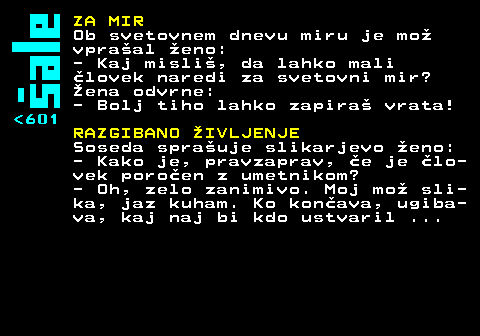 šale
<601
ZA MIR
Ob svetovnem dnevu miru je mož
vprašal ženo:
- Kaj misliš, da lahko mali
človek naredi za svetovni mir?
Žena odvrne:
- Bolj tiho lahko zapiraš vrata!
RAZGIBANO ŽIVLJENJE
Soseda sprašuje slikarjevo ženo:
- Kako je, pravzaprav, če je člo-
vek poročen z umetnikom?
- Oh, zelo zanimivo. Moj mož sli-
ka, jaz kuham. Ko končava, ugiba-
va, kaj naj bi kdo ustvaril ...